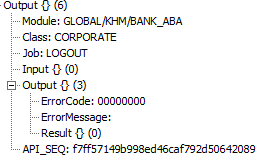 Output {} (6)
Module: GLOBAL/KHM/BANK_ABA
Class: CORPORATE
Job: LOGOUT
Input {} (0)
Output {} (3)
ErrorCode: 00000000
ErrorMessage:
Result {} (0)
API_SEQ: f7ff57149b998ed46caf792d50642089